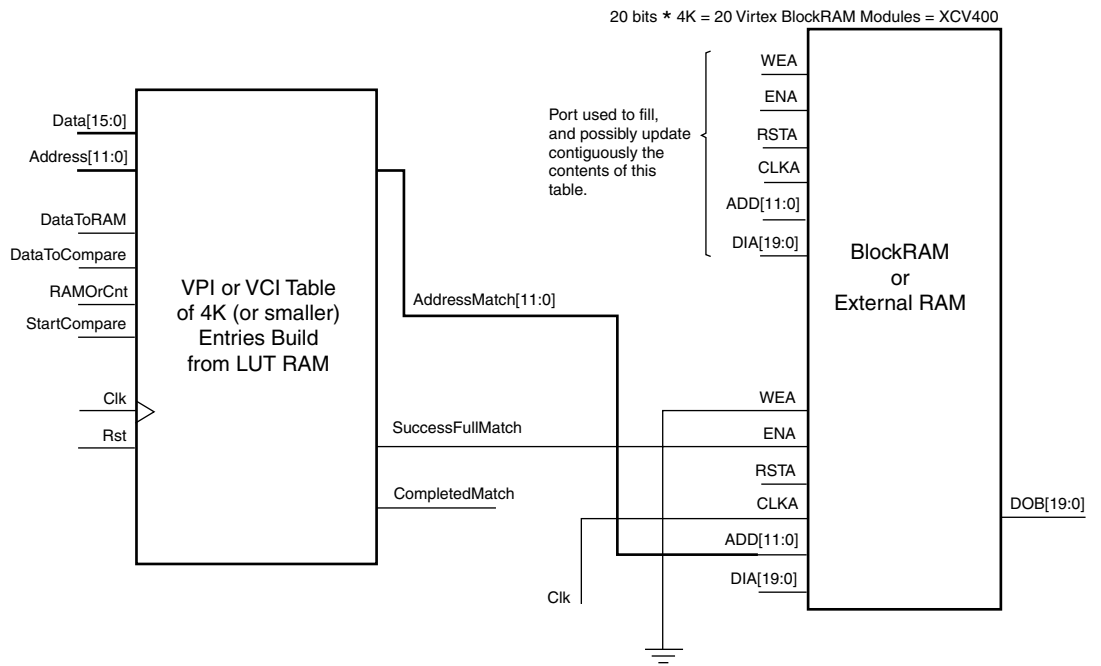 20 bits * 4K = 20 Virtex BlockRAM Modules = XCV400
Data[15:0]
Address[11:0]
DataToRAM
DataToCompare
RAMOrCnt
StartCompare
Clk
Rst
VPI or VCI Table
of 4K (or smaller)
Entries Build
from LUT RAM
AddressMatch[11:0]
SuccessFullMatch
CompletedMatch
Port used to fill,
and possibly update
contiguously the
contents of this
table.
WEA
ENA
RSTA
CLKA
ADD[11:0]
DIA[19:0]
BlockRAM
or
External RAM
WEA
ENA
RSTA
CLKA
ADD[11:0]
DIA[19:0]
Clk
DOB[19:0]